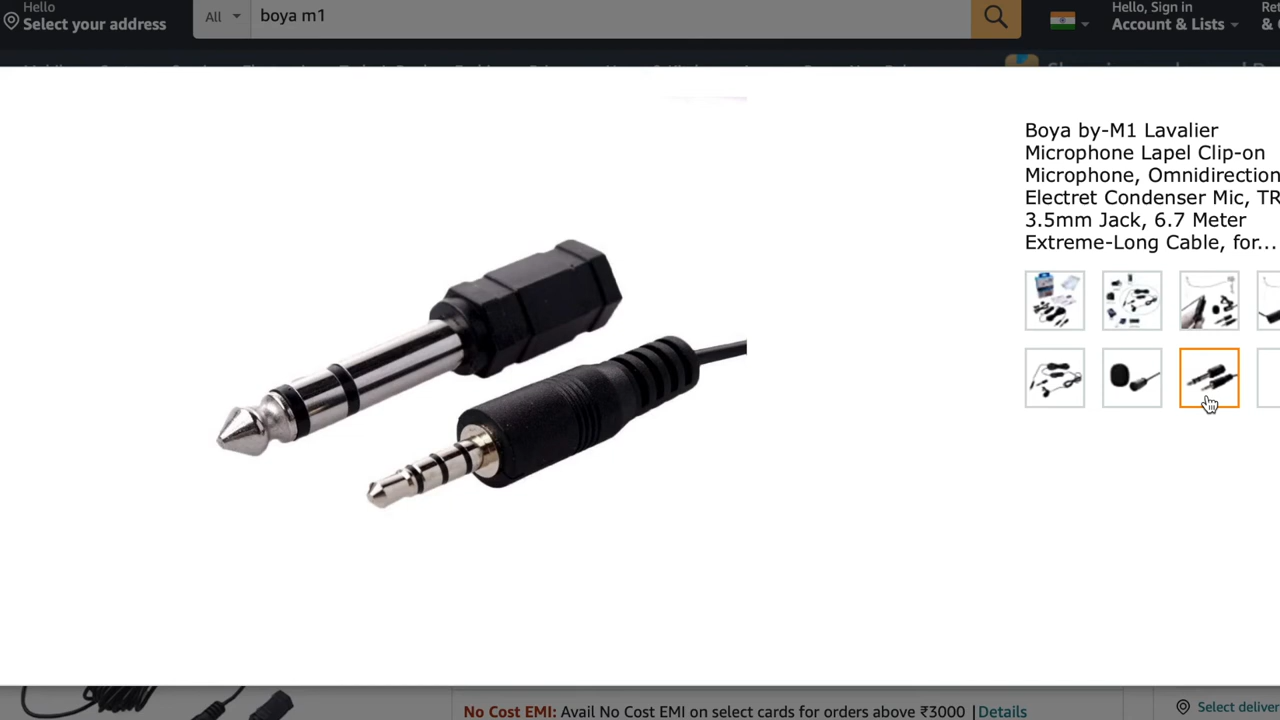 Hello
Select your address
All
boya m1
Hello, Sign in
Account & Lists
Boya by-M1 Lavalier
Microphone Lapel Clip-on
Microphone, Omnidirection
Electret Condenser Mic, TR
3.5mm Jack, 6.7 Meter
Extreme-Long Cable, for...
No Cost EMI: Avail No Cost EMI on select cards for orders above ₹3000 | Details
Select deliver